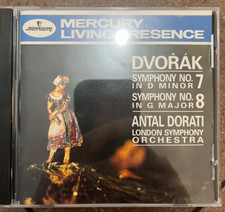 MERCURY
LIVING PRESENCE
mercury
DVOŘÁK
SYMPHONY NO. 7
IN D MINOR
SYMPHONY NO. 8
IN G MAJOR
ANTAL DORATI
LONDON SYMPHONY
ORCHESTRA